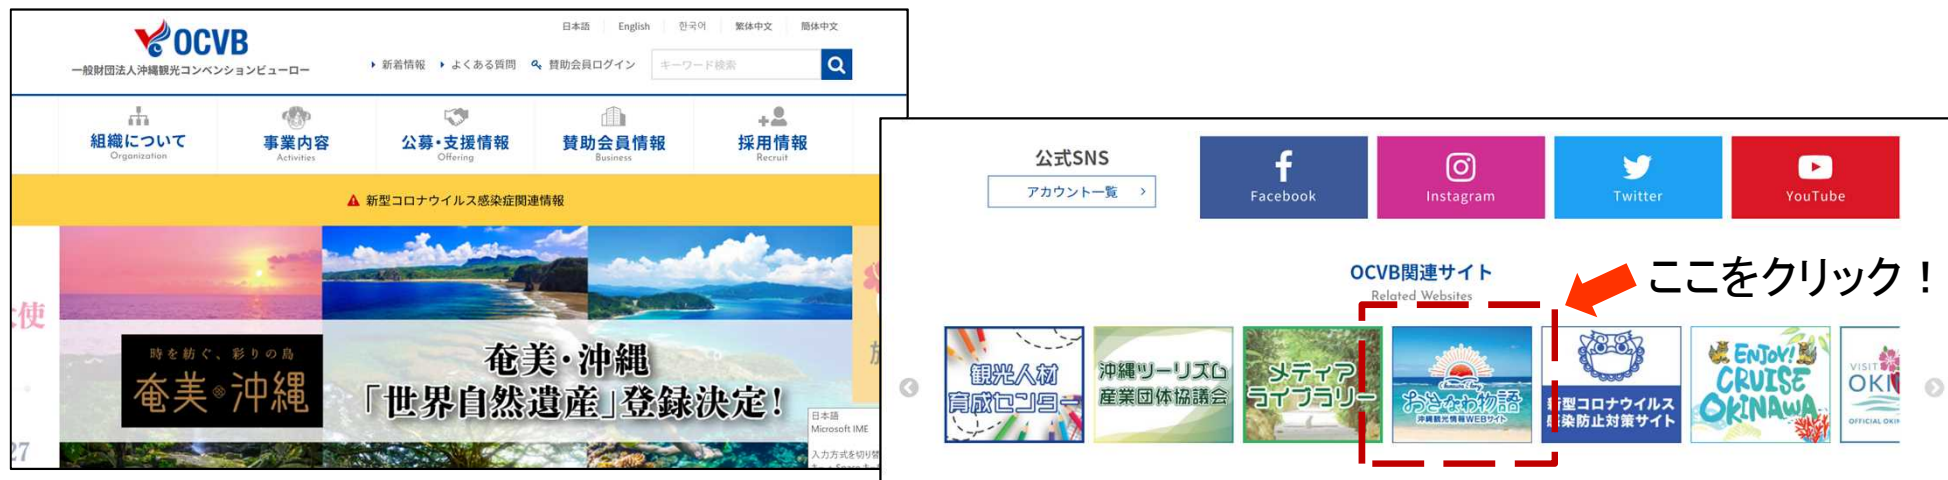 OCVB
一般財団法人沖縄観光コンベンションビューロー
日本語 English 한국어 繁体中文 簡体中文
新着情報 よくある質問 賛助会員ログイン キーワード検索
組織について 事業内容 公募・支援情報 賛助会員情報 採用情報
Organization Activities Offering Business Recruit
新型コロナウイルス感染症関連情報
使
時を紡ぐ、彩りの島
奄美 沖縄
奄美・沖縄
「世界自然遺産」登録決定!
27
日本語
Microsoft IME
入力方式を切り替
公式SNS
アカウント一覧
Facebook Instagram Twitter YouTube
OCVB関連サイト
Related Websites
ここをクリック！
観光人材
育成センター
沖縄ツーリズム
産業団体協議会
メディア
ライブラリー
おきなわ物語
沖縄観光情報WEBサイト
新型コロナウイルス
感染防止対策サイト
ENJOY!
CRUISE
OKINAWA
VISIT
OKI
OFFICIAL OKIN